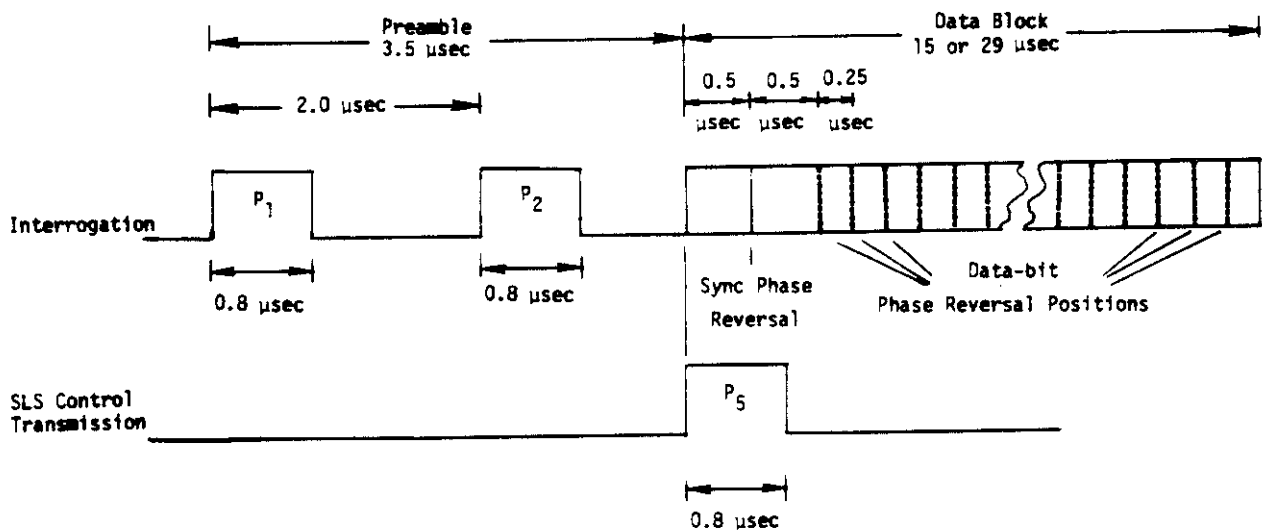 Preamble
3.5 µsec
Data Block
15 or 29 µsec
2.0 µsec
0.5 0.5 0.25
µsec µsec µsec
Interrogation
P1
P2
0.8 µsec
0.8 µsec
Sync Phase
Reversal
Data-bit
Phase Reversal Positions
SLS Control
Transmission
P5
0.8 µsec